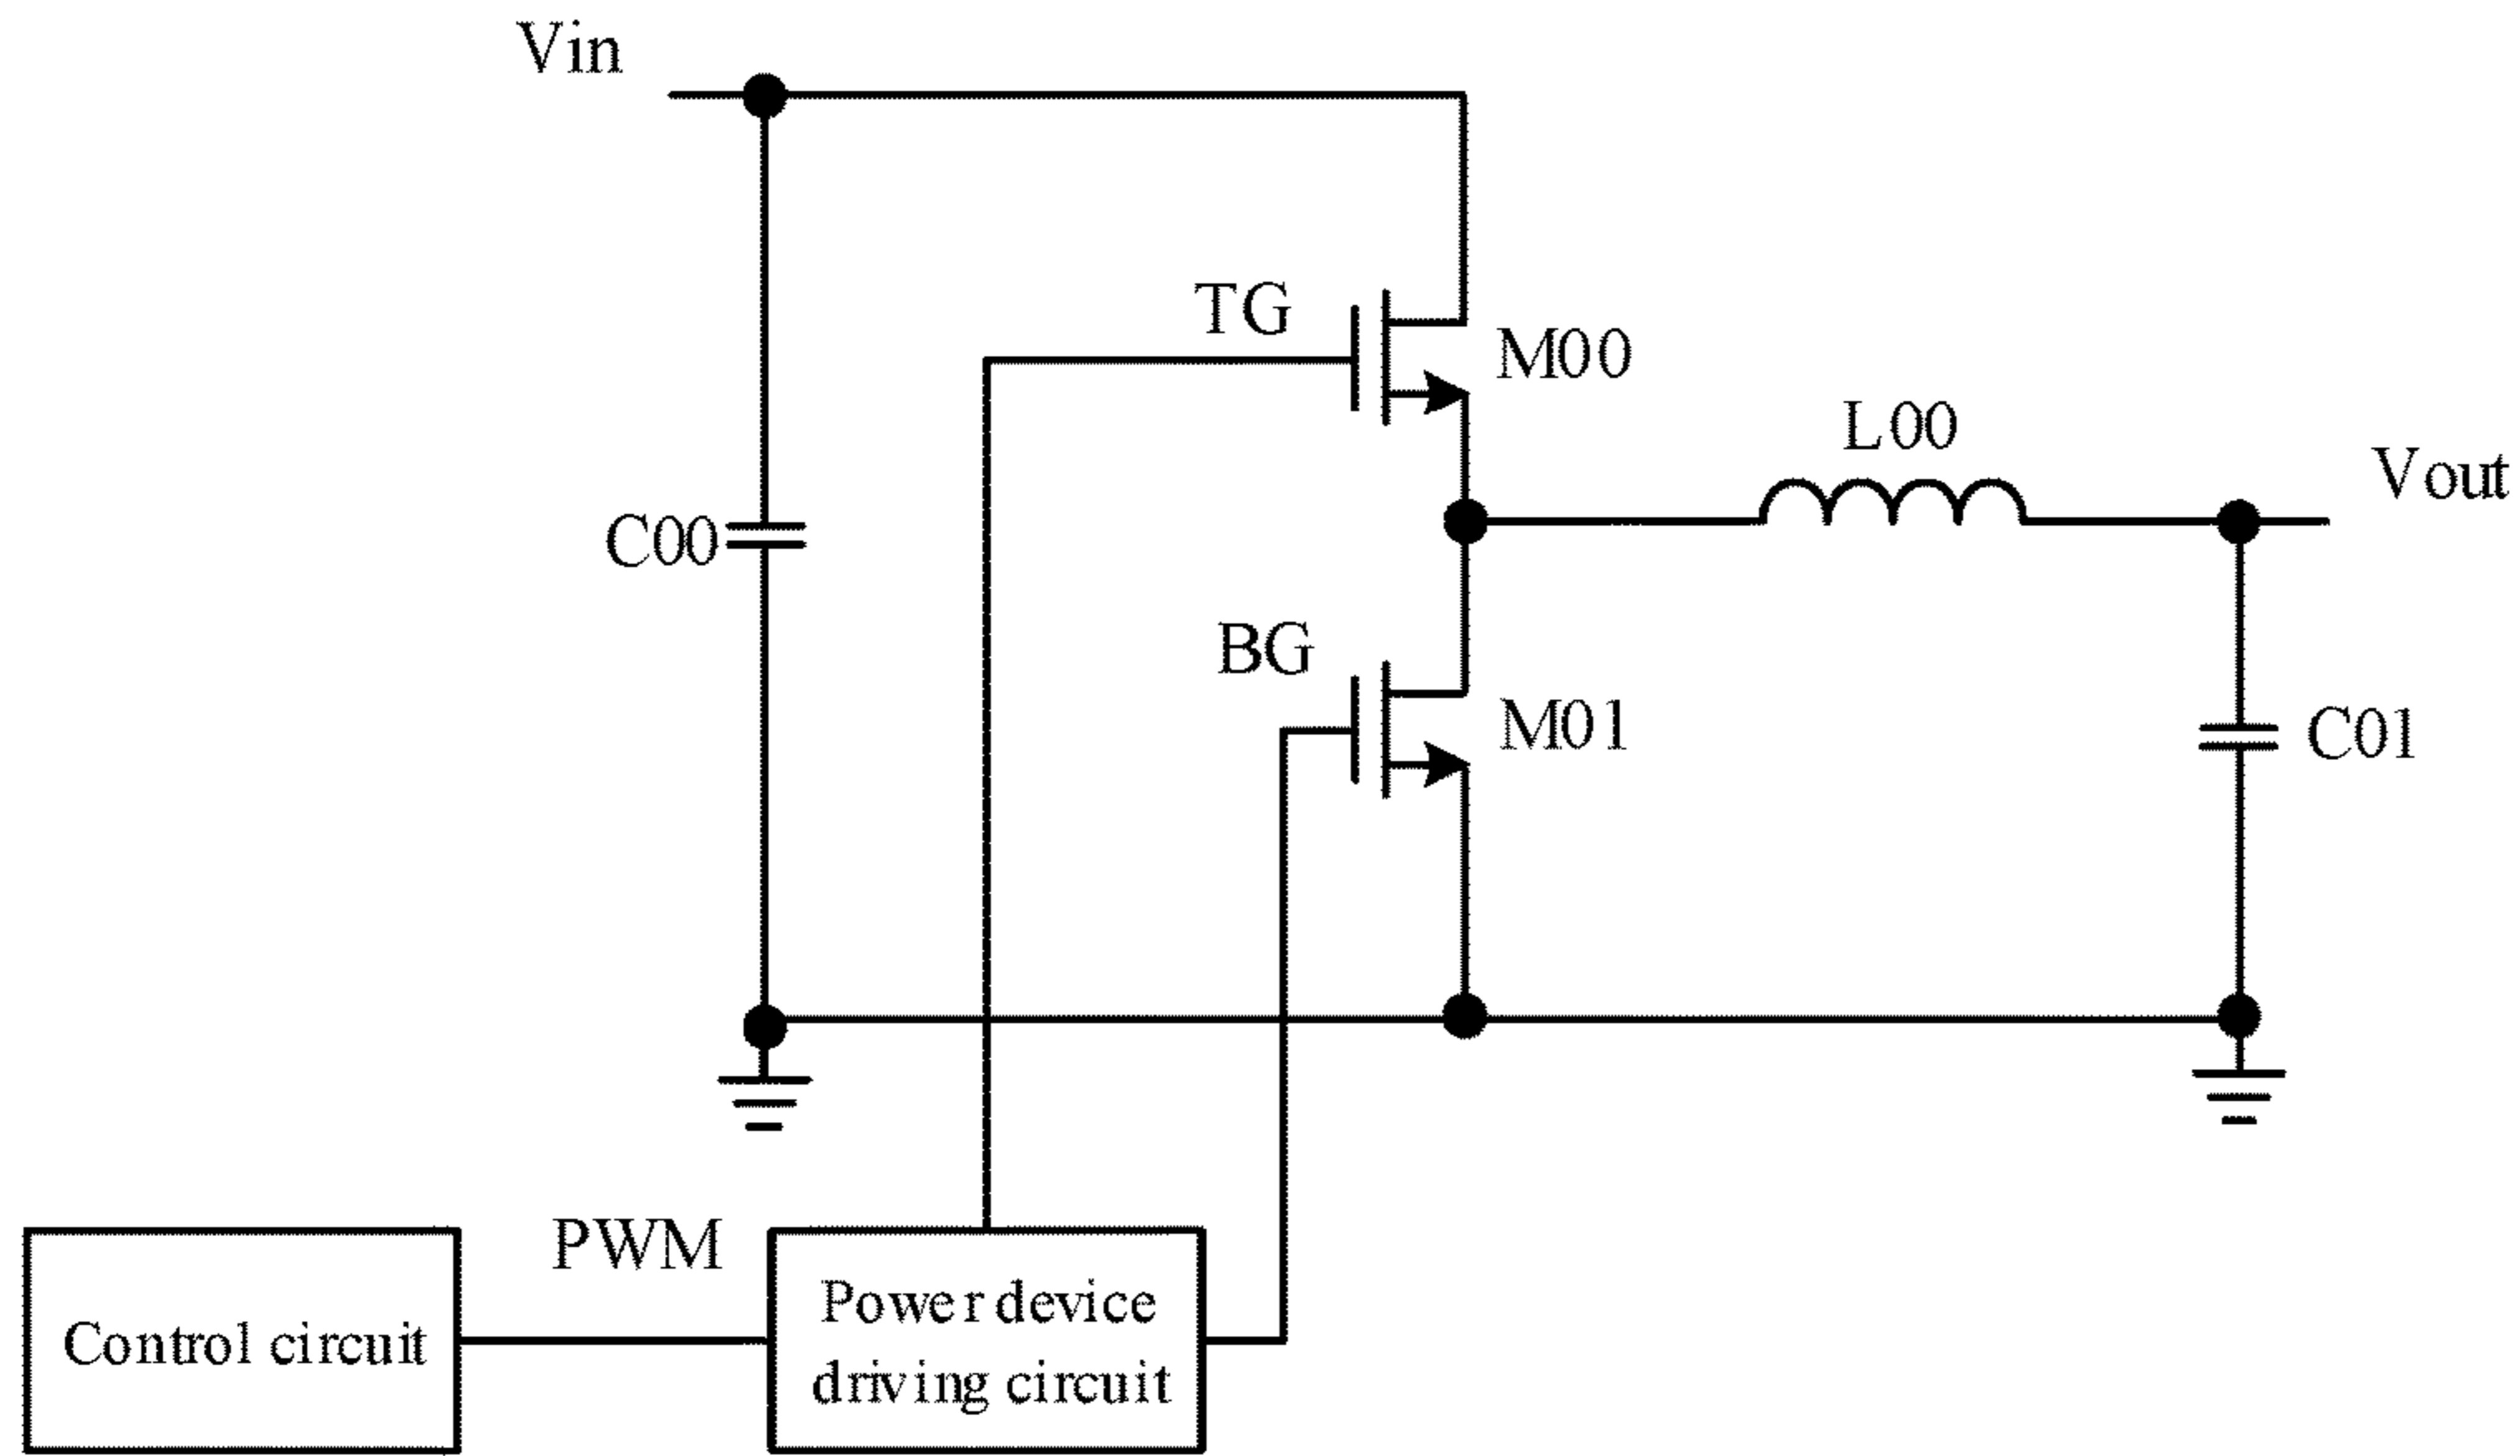 Vin
TG
M00
L00
Vout
C00
BG
M01
C01
PWM
Control circuit
Power device
driving circuit